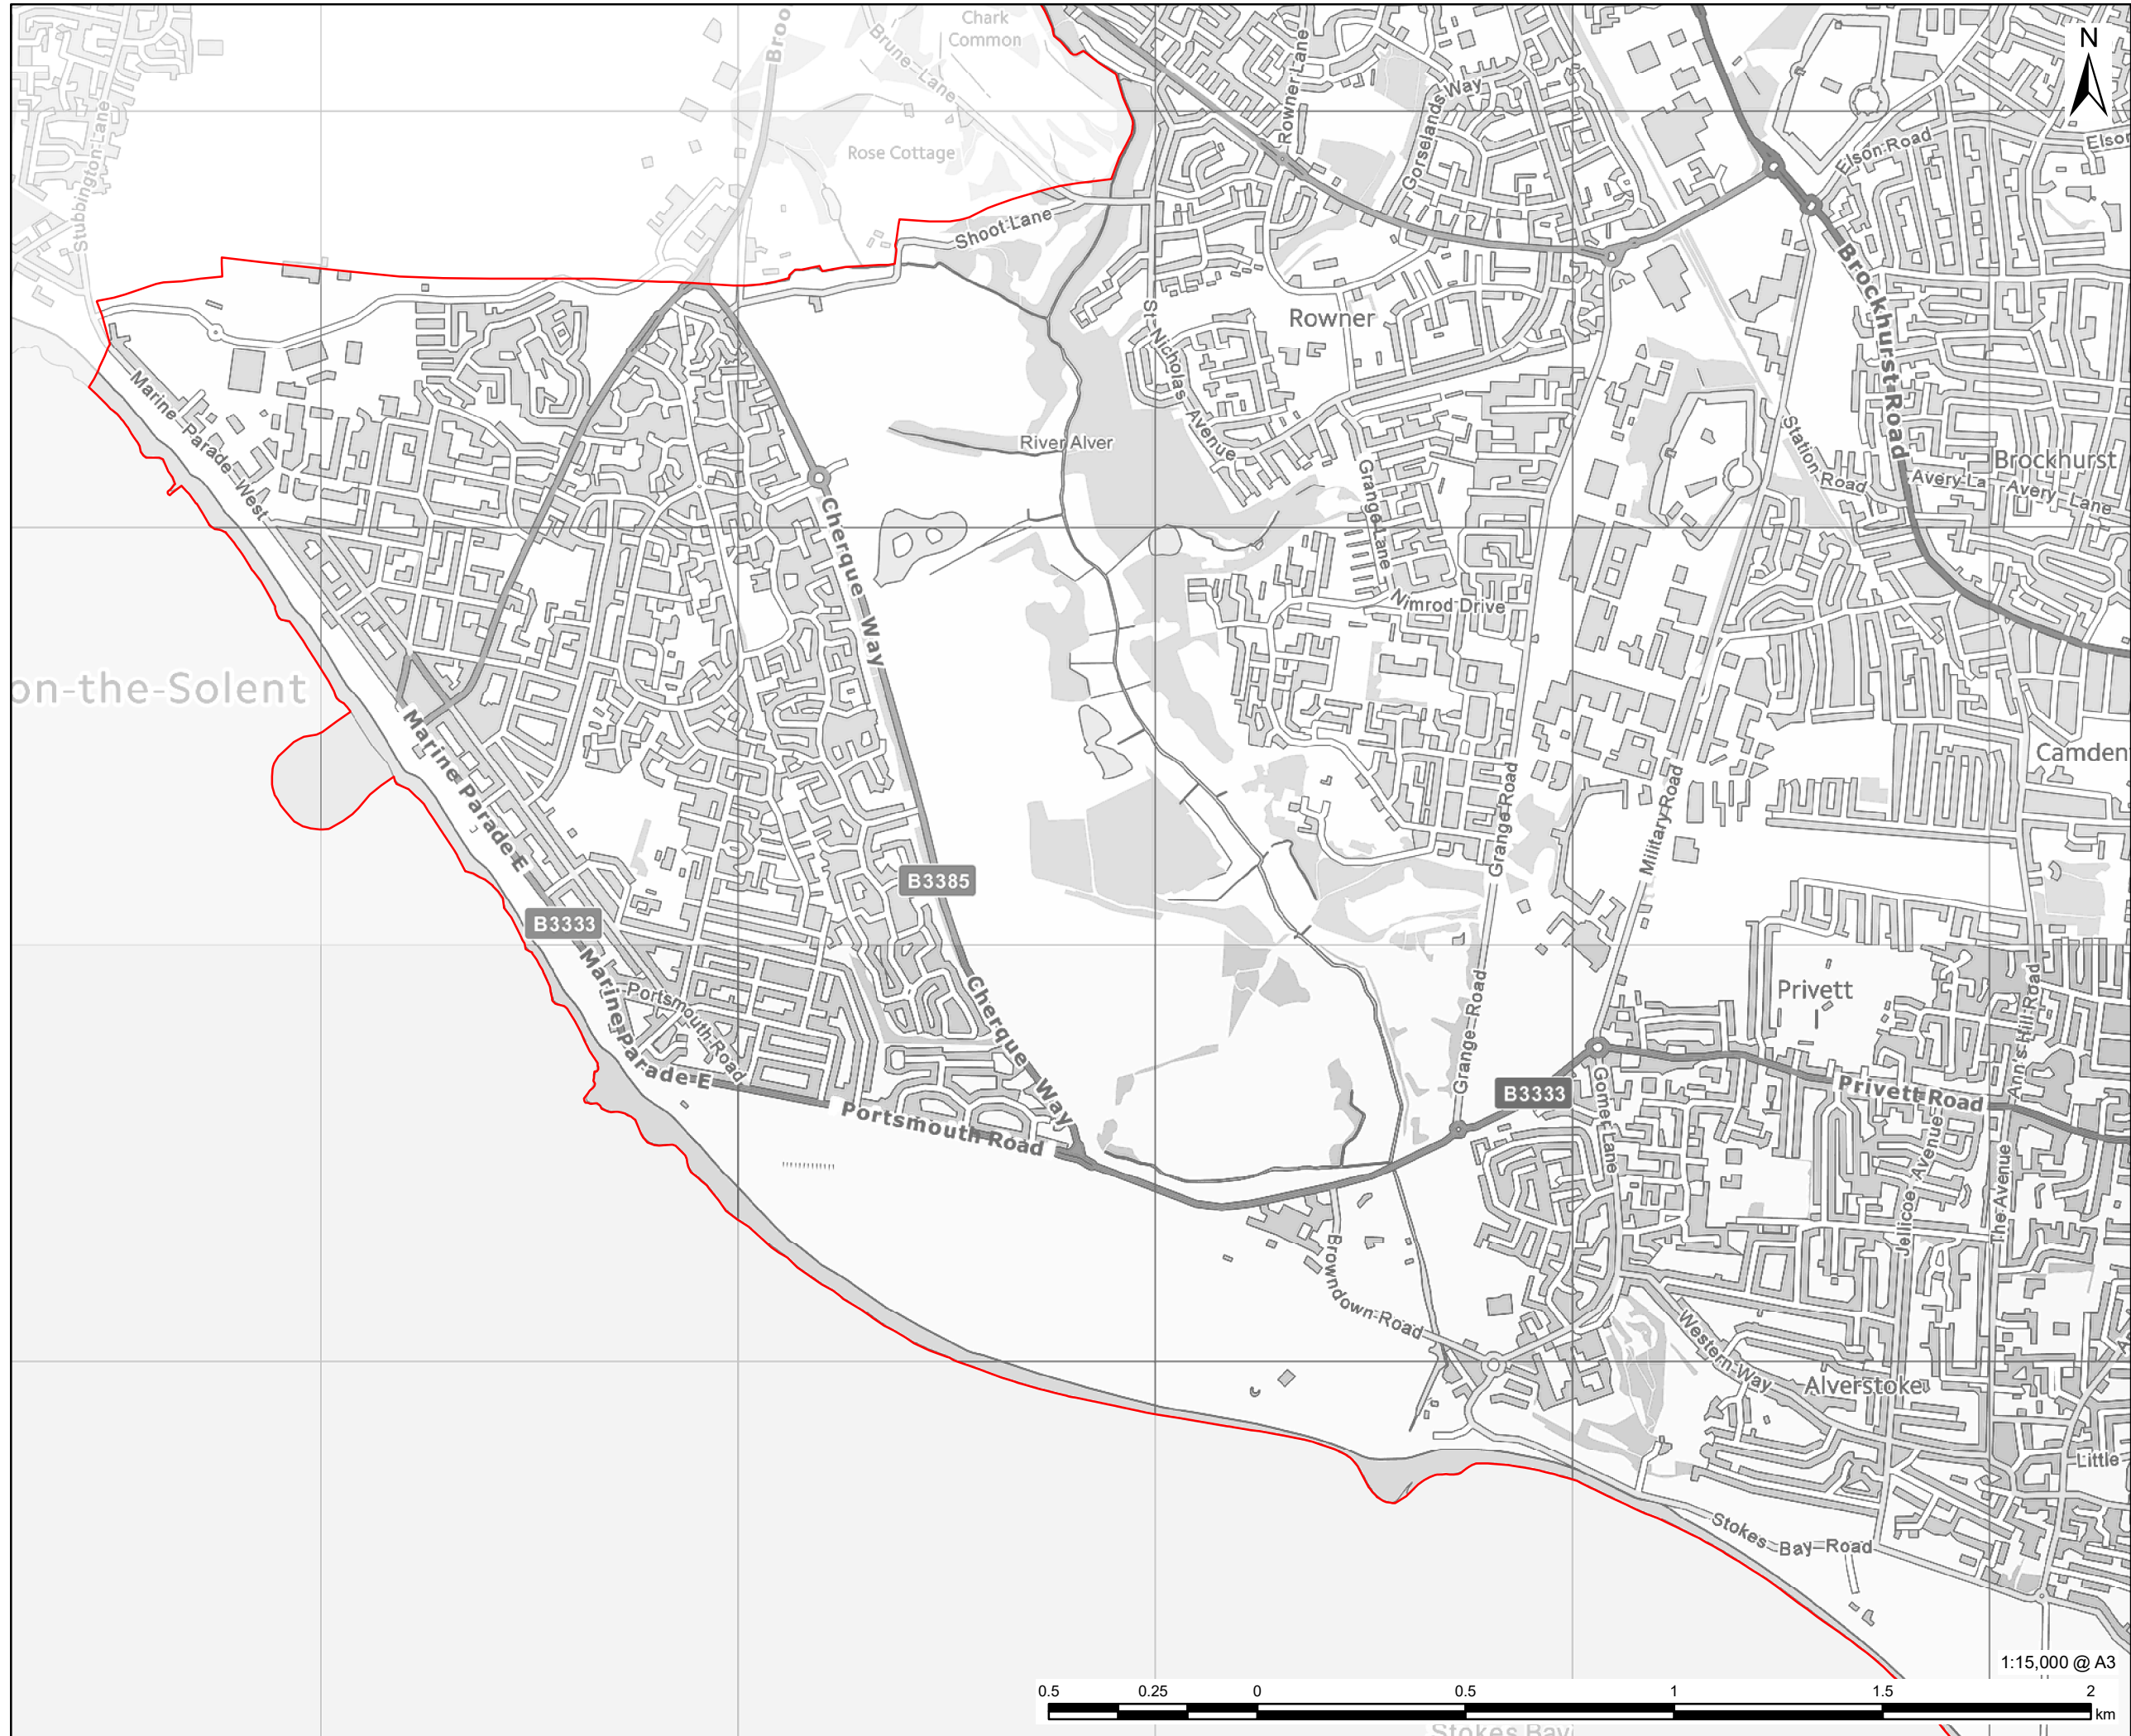 Chark
Common
N
Broo
Brune Lane
Rowner Lane
Gorselands Way
Stubbington Lane
Rose Cottage
Elson Road
Elson
Shoot Lane
Brockhurst Road
St. Nicholas Avenue
Rowner
Marine Parade West
River Alver
Grange Lane
Station Road
Brockhurst
Avery La
Avery Lane
Cherque Way
Nimrod Drive
on-the-Solent
Marine Parade E
Camden
Grange Road
Military Road
B3385
B3333
Marine Parade E
Portsmouth Road
Cherque Way
Grange Road
Privett
Ann's Hill Road
B3333
Gomer Lane
Privett Road
Portsmouth Road
Jellicoe Avenue
The Avenue
Browndown Road
Western Way
Alverstoke
Little
Stokes Bay Road
1:15,000 @ A3
0.5 0.25 0 0.5 1 1.5 2
km
Stokes Bay